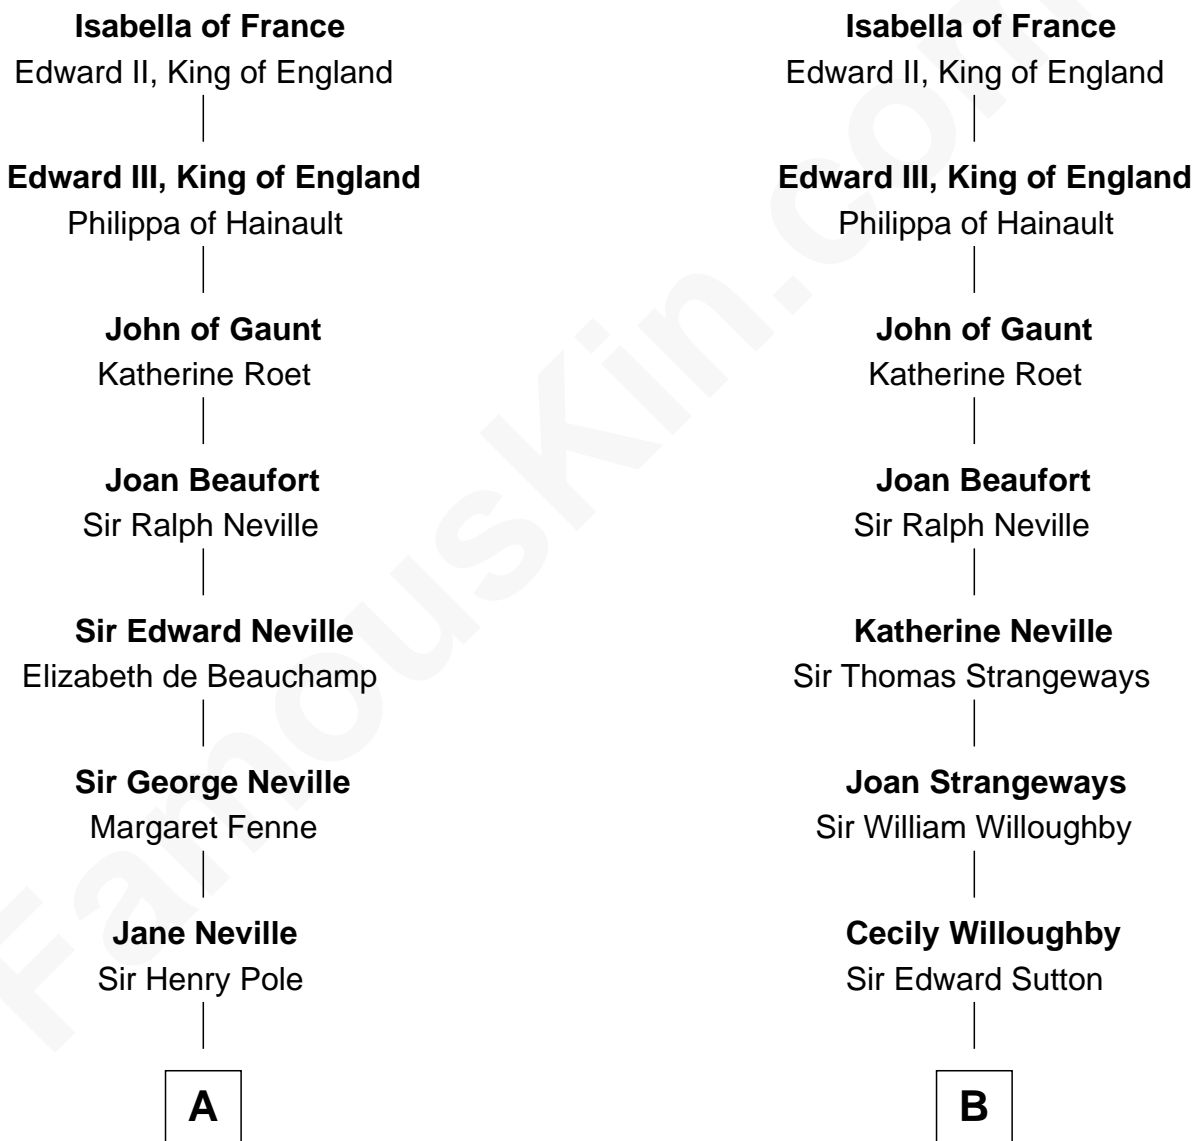 Isabella of France
Edward II, King of England
Edward III, King of England
Philippa of Hainault
John of Gaunt
Katherine Roet
Joan Beaufort
Sir Ralph Neville
Sir Edward Neville
Elizabeth de Beauchamp
Sir George Neville
Margaret Fenne
Jane Neville
Sir Henry Pole
A
Isabella of France
Edward II, King of England
Edward III, King of England
Philippa of Hainault
John of Gaunt
Katherine Roet
Joan Beaufort
Sir Ralph Neville
Katherine Neville
Sir Thomas Strangeways
Joan Strangeways
Sir William Willoughby
Cecily Willoughby
Sir Edward Sutton
B
FamousKin.com